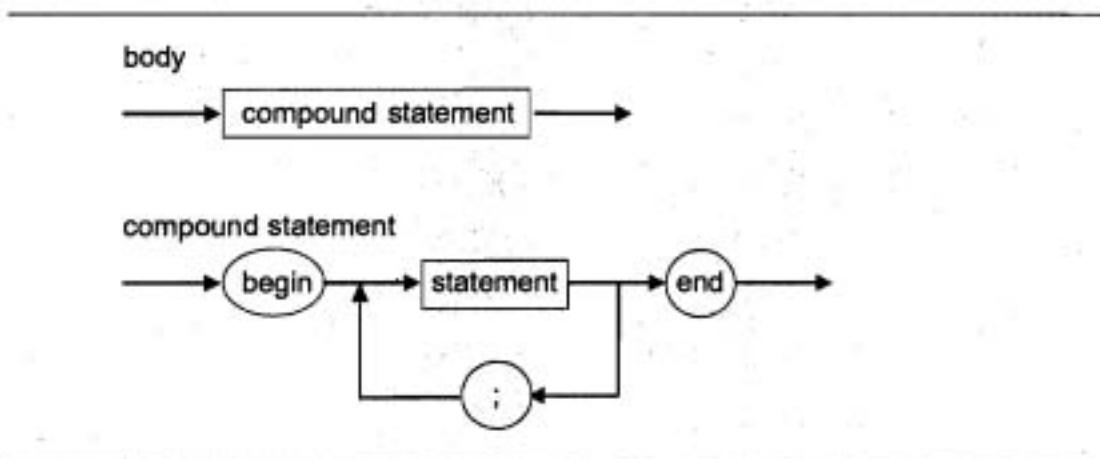 body
compound statement
compound statement
begin statement end
;